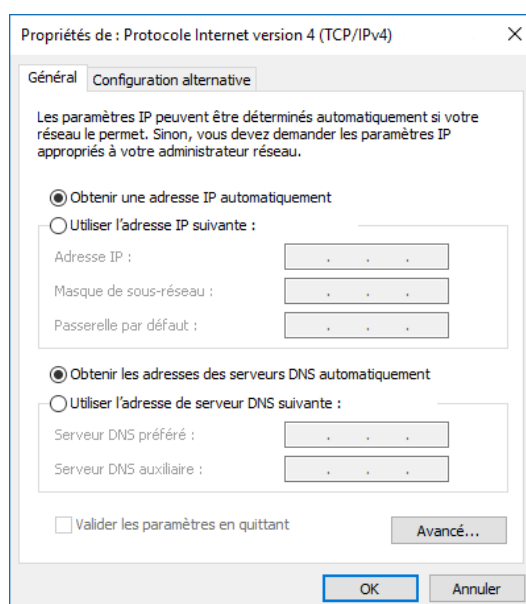 Propriétés de : Protocole Internet version 4 (TCP/IPv4)
Général
Configuration alternative
Les paramètres IP peuvent être déterminés automatiquement si votre
réseau le permet. Sinon, vous devez demander les paramètres IP
appropriés à votre administrateur réseau.
Obtenir une adresse IP automatiquement
Utiliser l'adresse IP suivante :
Adresse IP :
Masque de sous-réseau :
Passerelle par défaut :
Obtenir les adresses des serveurs DNS automatiquement
Utiliser l'adresse de serveur DNS suivante :
Serveur DNS préféré :
Serveur DNS auxiliaire :
Valider les paramètres en quittant
Avancé...
OK
Annuler